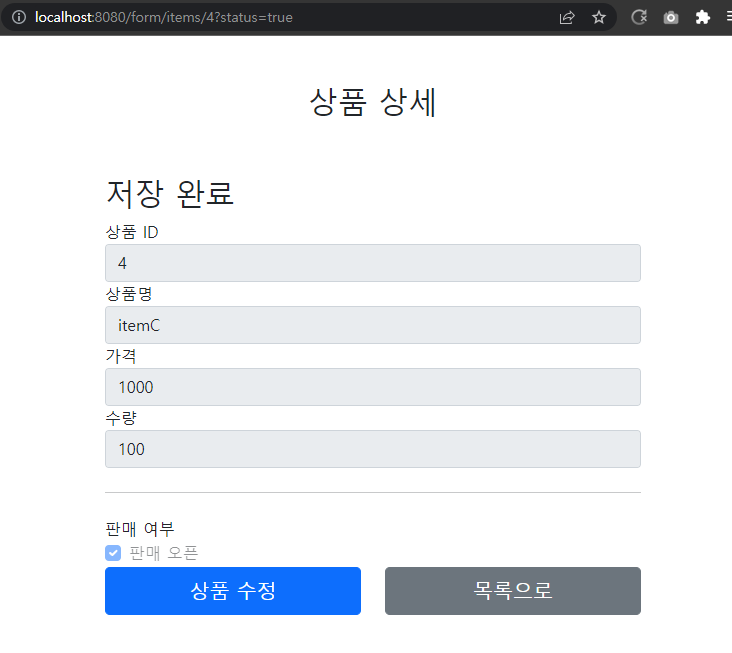 localhost:8080/form/items/4?status=true
상품 상세
저장 완료
상품 ID
4
상품명
itemC
가격
1000
수량
100
판매 여부
판매 오픈
상품 수정 목록으로